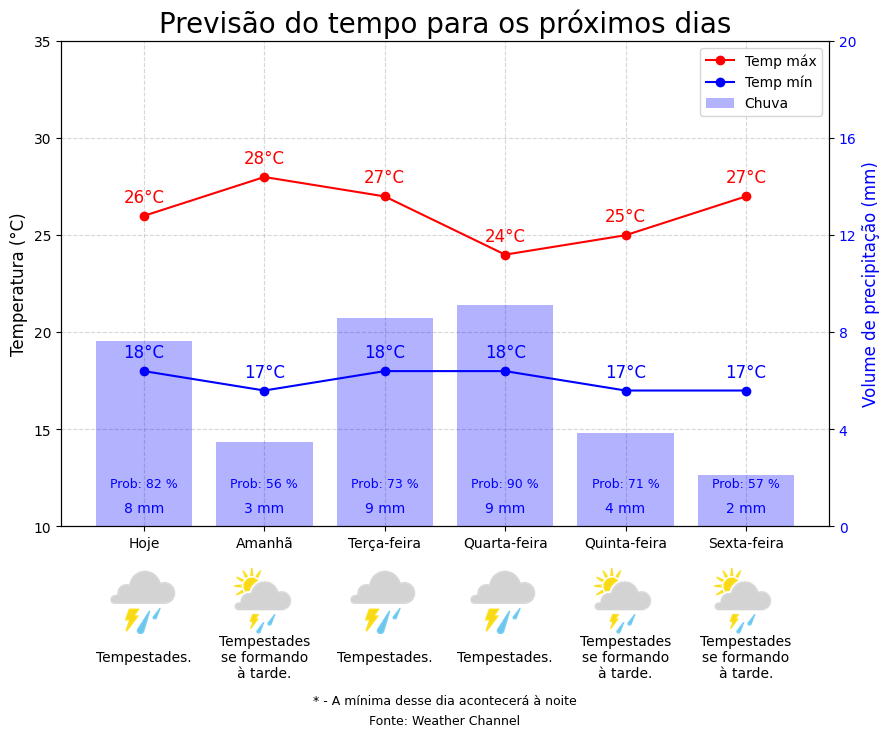 Previsão do tempo para os próximos dias
35
30
25
20
15
10
Temperatura (°C)
20
16
12
8
4
0
Volume de precipitação (mm)
Temp máx
Temp mín
Chuva
26°C
28°C
27°C
24°C
25°C
27°C
18°C
17°C
18°C
18°C
17°C
17°C
Prob: 82 %
Prob: 56 %
Prob: 73 %
Prob: 90 %
Prob: 71 %
Prob: 57 %
8 mm
3 mm
9 mm
9 mm
4 mm
2 mm
Hoje
Amanhã
Terça-feira
Quarta-feira
Quinta-feira
Sexta-feira
Tempestades.
Tempestades
se formando
à tarde.
Tempestades.
Tempestades.
Tempestades
se formando
à tarde.
Tempestades
se formando
à tarde.
* - A mínima desse dia acontecerá à noite
Fonte: Weather Channel